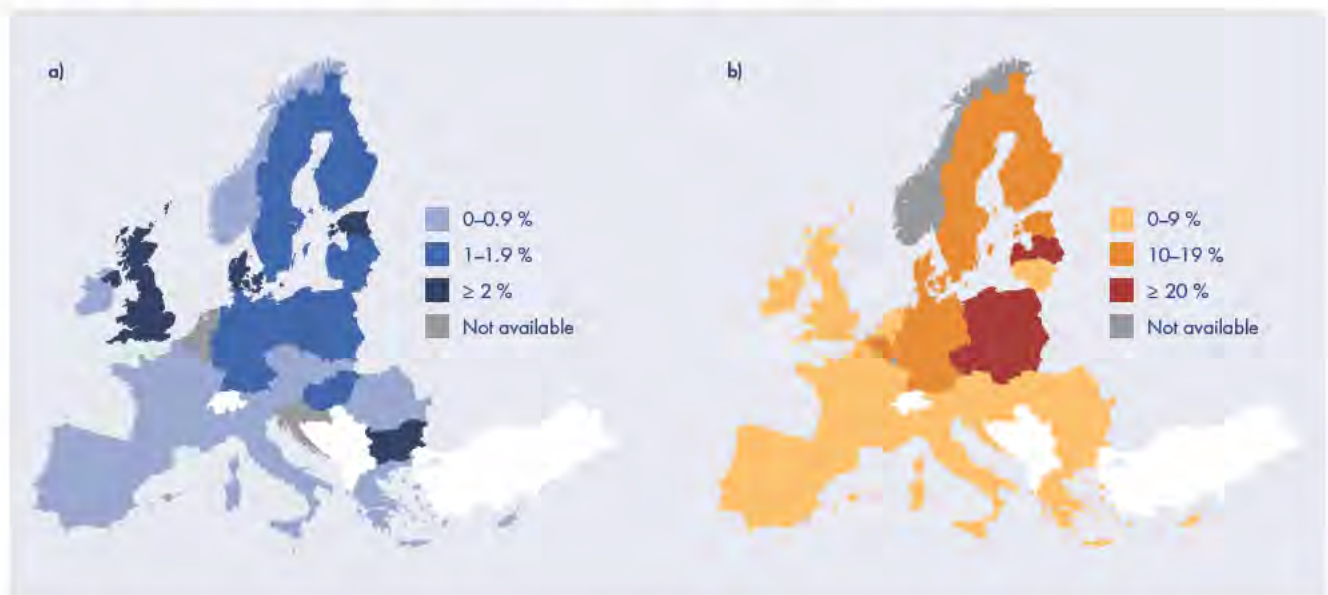 a)
0–0.9 %
1–1.9 %
≥ 2 %
Not available
b)
0–9 %
10–19 %
≥ 20 %
Not available